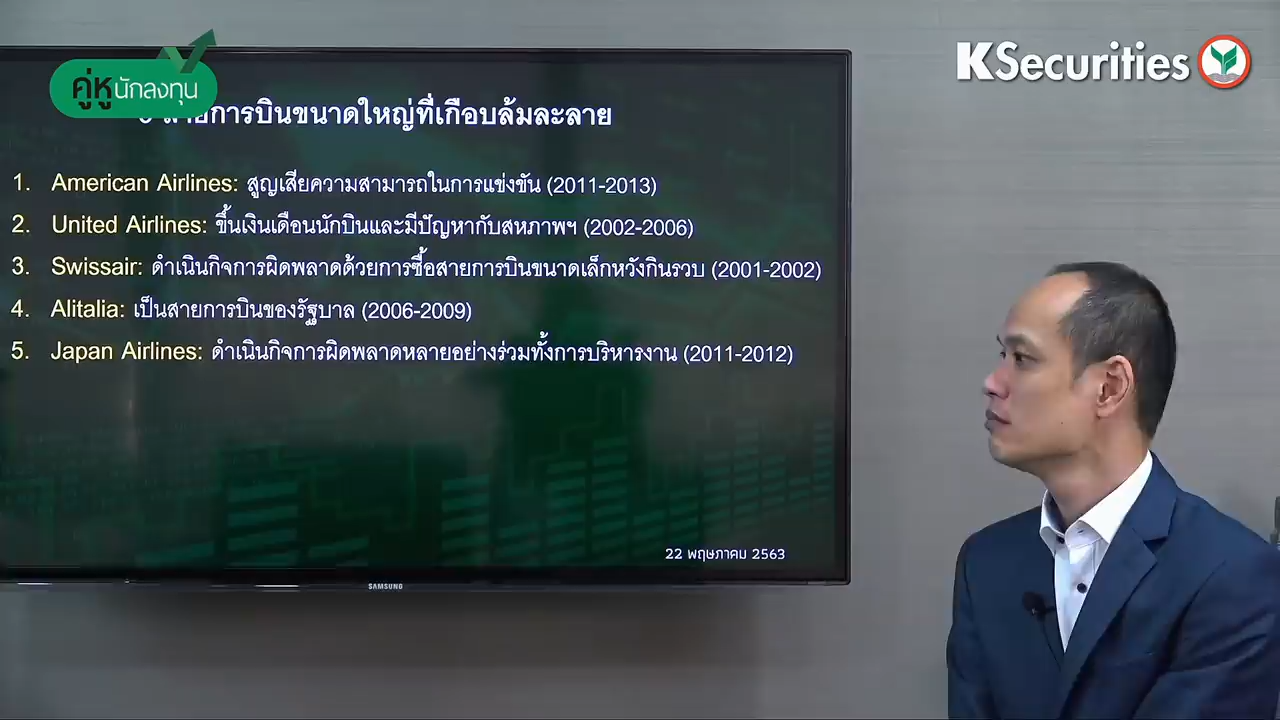 คู่หูนักลงทุน
KSecurities
สายการบินขนาดใหญ่ที่เกือบล้มละลาย
1. American Airlines: สูญเสียความสามารถในการแข่งขัน (2011-2013)
2. United Airlines: ขึ้นเงินเดือนนักบินและมีปัญหากับสหภาพฯ (2002-2006)
3. Swissair: ดำเนินกิจการผิดพลาดด้วยการซื้อสายการบินขนาดเล็กหวังกินรวบ (2001-2002)
4. Alitalia: เป็นสายการบินของรัฐบาล (2006-2009)
5. Japan Airlines: ดำเนินกิจการผิดพลาดหลายอย่างร่วมทั้งการบริหารงาน (2011-2012)
22 พฤษภาคม 2563
SAMSUNG